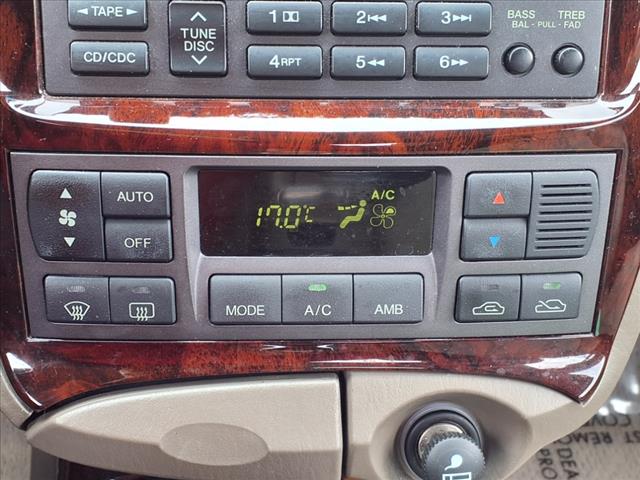 TAPE
TUNE
DISC
1
2
3
BASS TREB
BAL - PULL - FAD
CD/CDC
4 RPT
5
6
AUTO
OFF
17.0°C
A/C
MODE
A/C
AMB